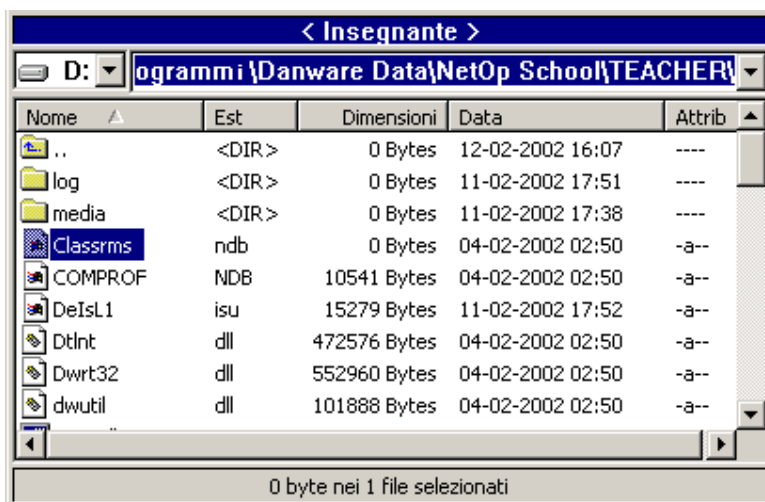 < Insegnante >
D: ogrammi\Danware Data\NetOp School\TEACHER\
Nome Est Dimensioni Data Attrib
.. <DIR> 0 Bytes 12-02-2002 16:07 ----
log <DIR> 0 Bytes 11-02-2002 17:51 ----
media <DIR> 0 Bytes 11-02-2002 17:38 ----
Classrms ndb 0 Bytes 04-02-2002 02:50 -a--
COMPROF NDB 10541 Bytes 04-02-2002 02:50 -a--
DeIsL1 isu 15279 Bytes 11-02-2002 17:52 -a--
DtInt dll 472576 Bytes 04-02-2002 02:50 -a--
Dwrt32 dll 552960 Bytes 04-02-2002 02:50 -a--
dwutil dll 101888 Bytes 04-02-2002 02:50 -a--
0 byte nei 1 file selezionati